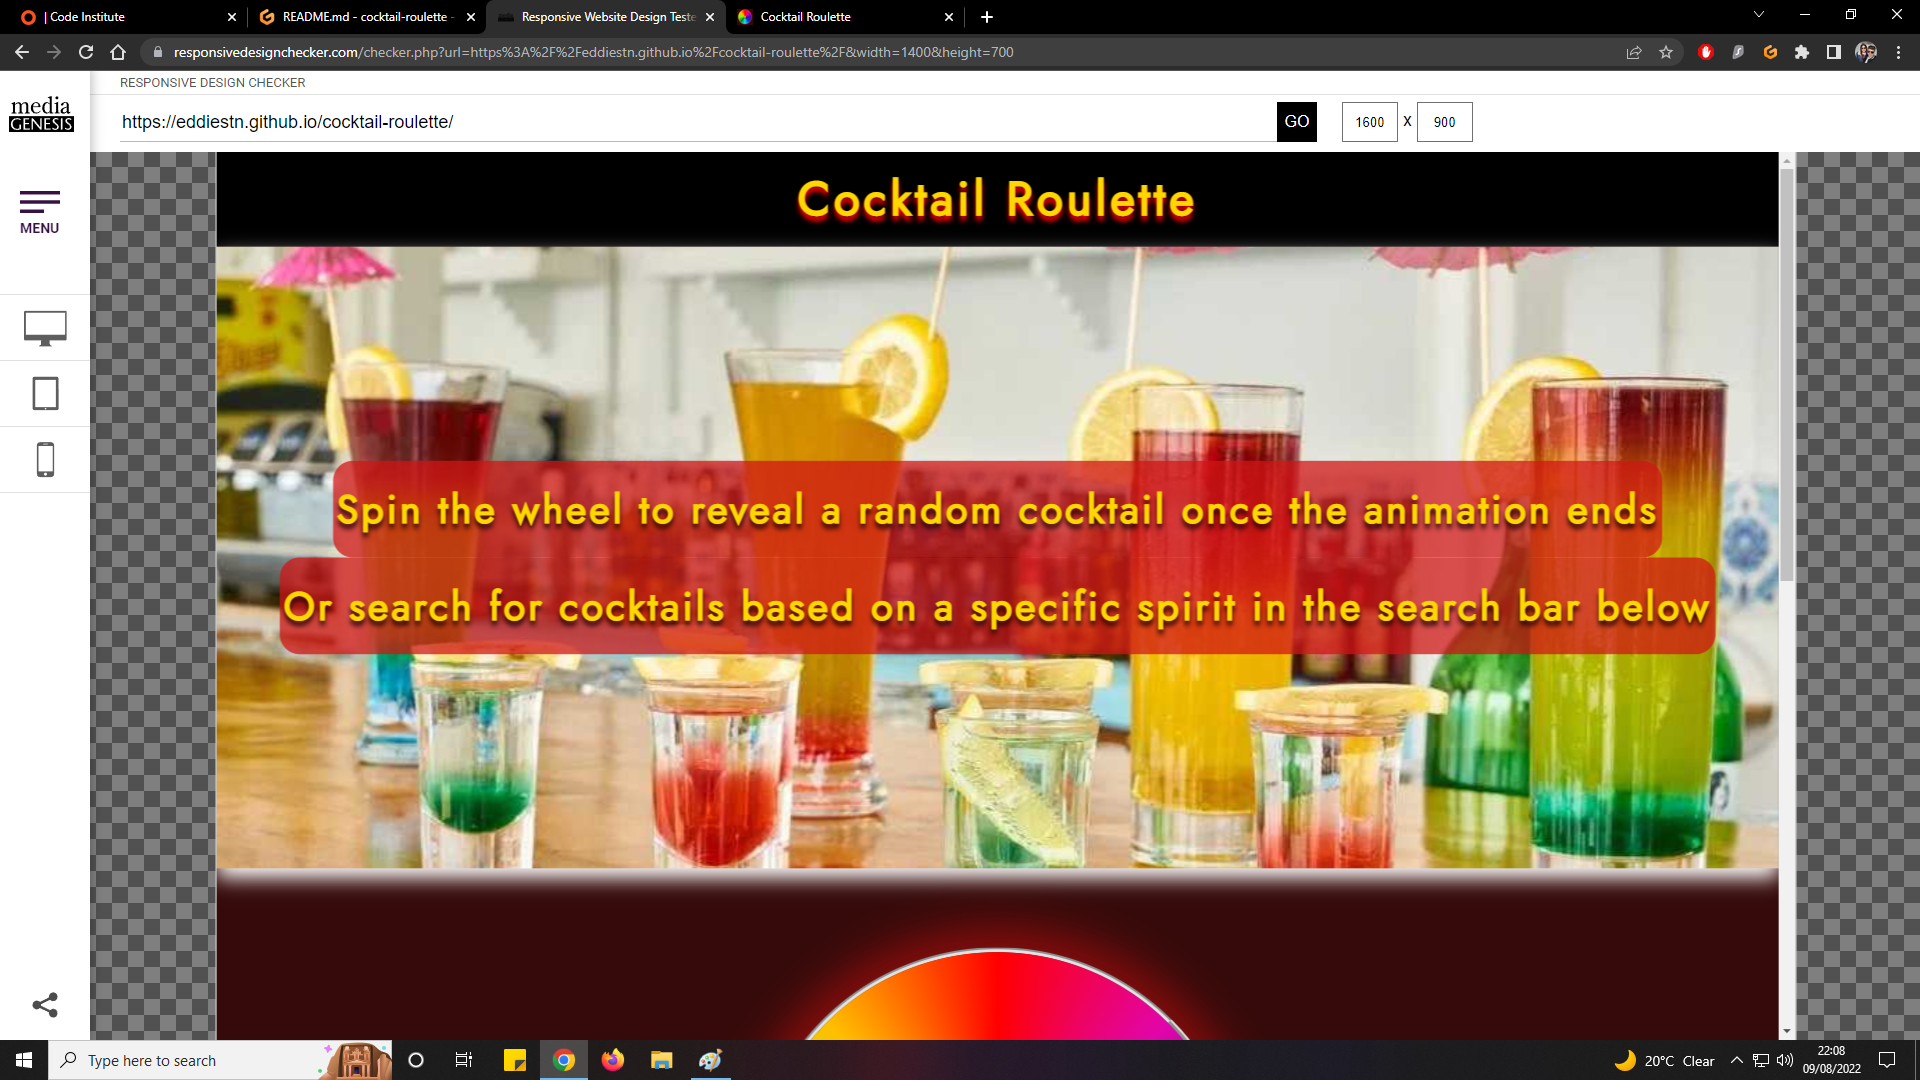 | Code Institute
README.md - cocktail-roulette -
Responsive Website Design Teste
Cocktail Roulette
responsivedesignchecker.com/checker.php?url=https%3A%2F%2Feddiestn.github.io%2Fcocktail-roulette%2F&width=1400&height=700
RESPONSIVE DESIGN CHECKER
media
GENESIS
https://eddiestn.github.io/cocktail-roulette/
GO
1600 X 900
MENU
Cocktail Roulette
Spin the wheel to reveal a random cocktail once the animation ends
Or search for cocktails based on a specific spirit in the search bar below
Type here to search
20°C Clear
22:08
09/08/2022